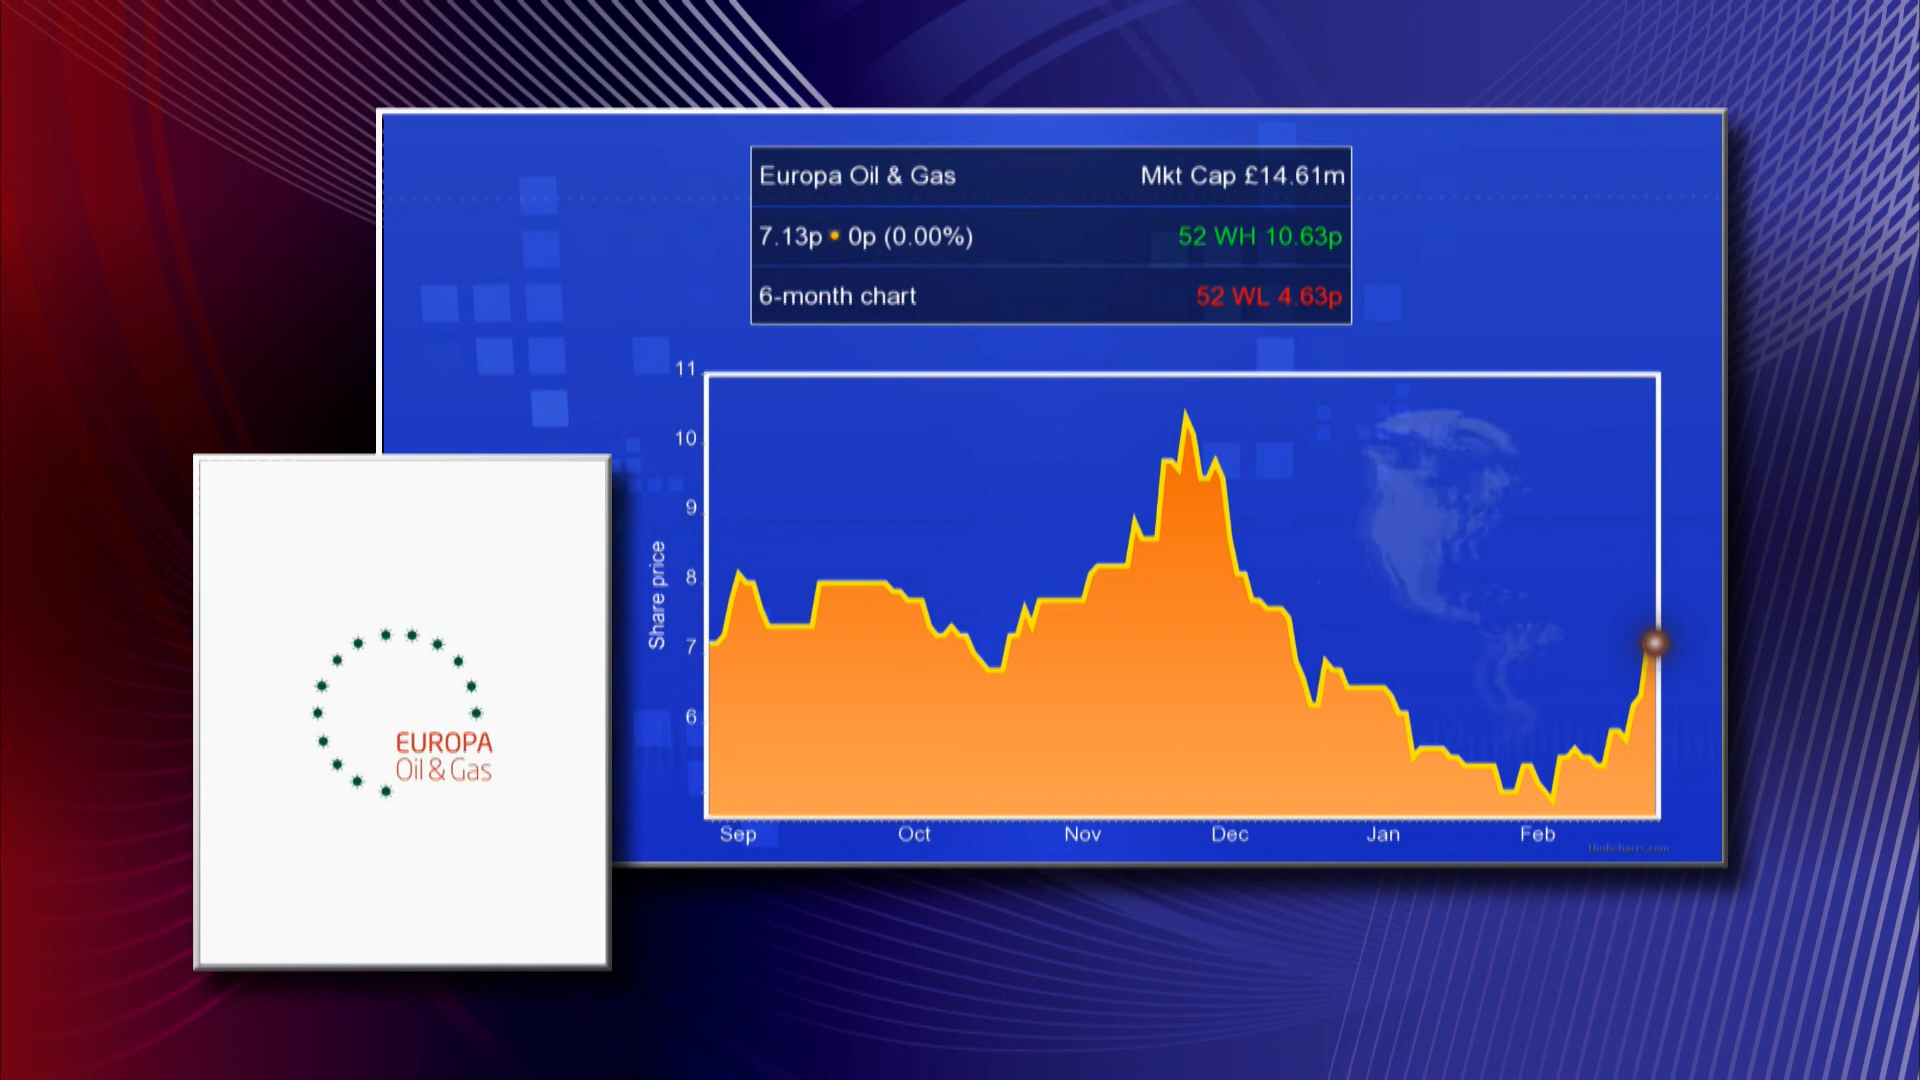 Europa Oil & Gas Mkt Cap £14.61m
7.13p • 0p (0.00%) 52 WH 10.63p
6-month chart 52 WL 4.63p
11
10
9
8
7
6
Share price
Sep Oct Nov Dec Jan Feb
Highcharts.com
EUROPA
Oil & Gas